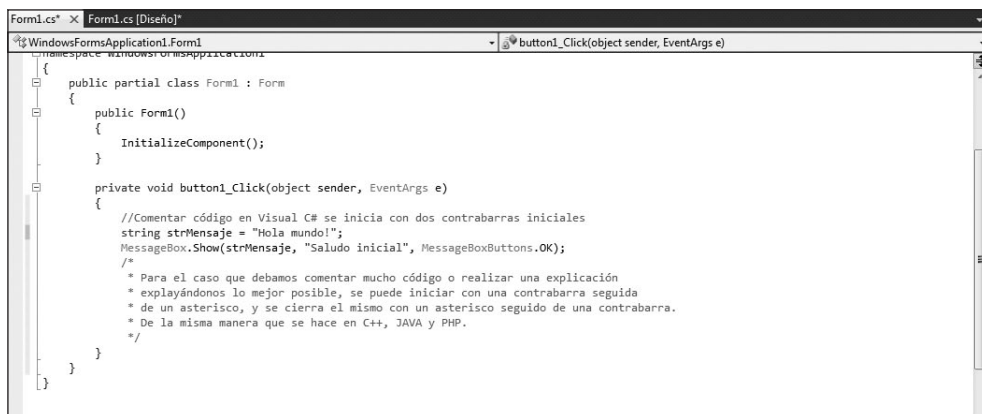 Form1.cs* × Form1.cs [Diseño]*
WindowsFormsApplication1.Form1 button1_Click(object sender, EventArgs e)
namespace WindowsFormsApplication1
{
public partial class Form1 : Form
{
public Form1()
{
InitializeComponent();
}
private void button1_Click(object sender, EventArgs e)
{
//Comentar código en Visual C# se inicia con dos contrabarras iniciales
string strMensaje = "Hola mundo!";
MessageBox.Show(strMensaje, "Saludo inicial", MessageBoxButtons.OK);
/*
* Para el caso que debamos comentar mucho código o realizar una explicación
* explayándonos lo mejor posible, se puede iniciar con una contrabarra seguida
* de un asterisco, y se cierra el mismo con un asterisco seguido de una contrabarra.
* De la misma manera que se hace en C++, JAVA y PHP.
*/
}
}
}